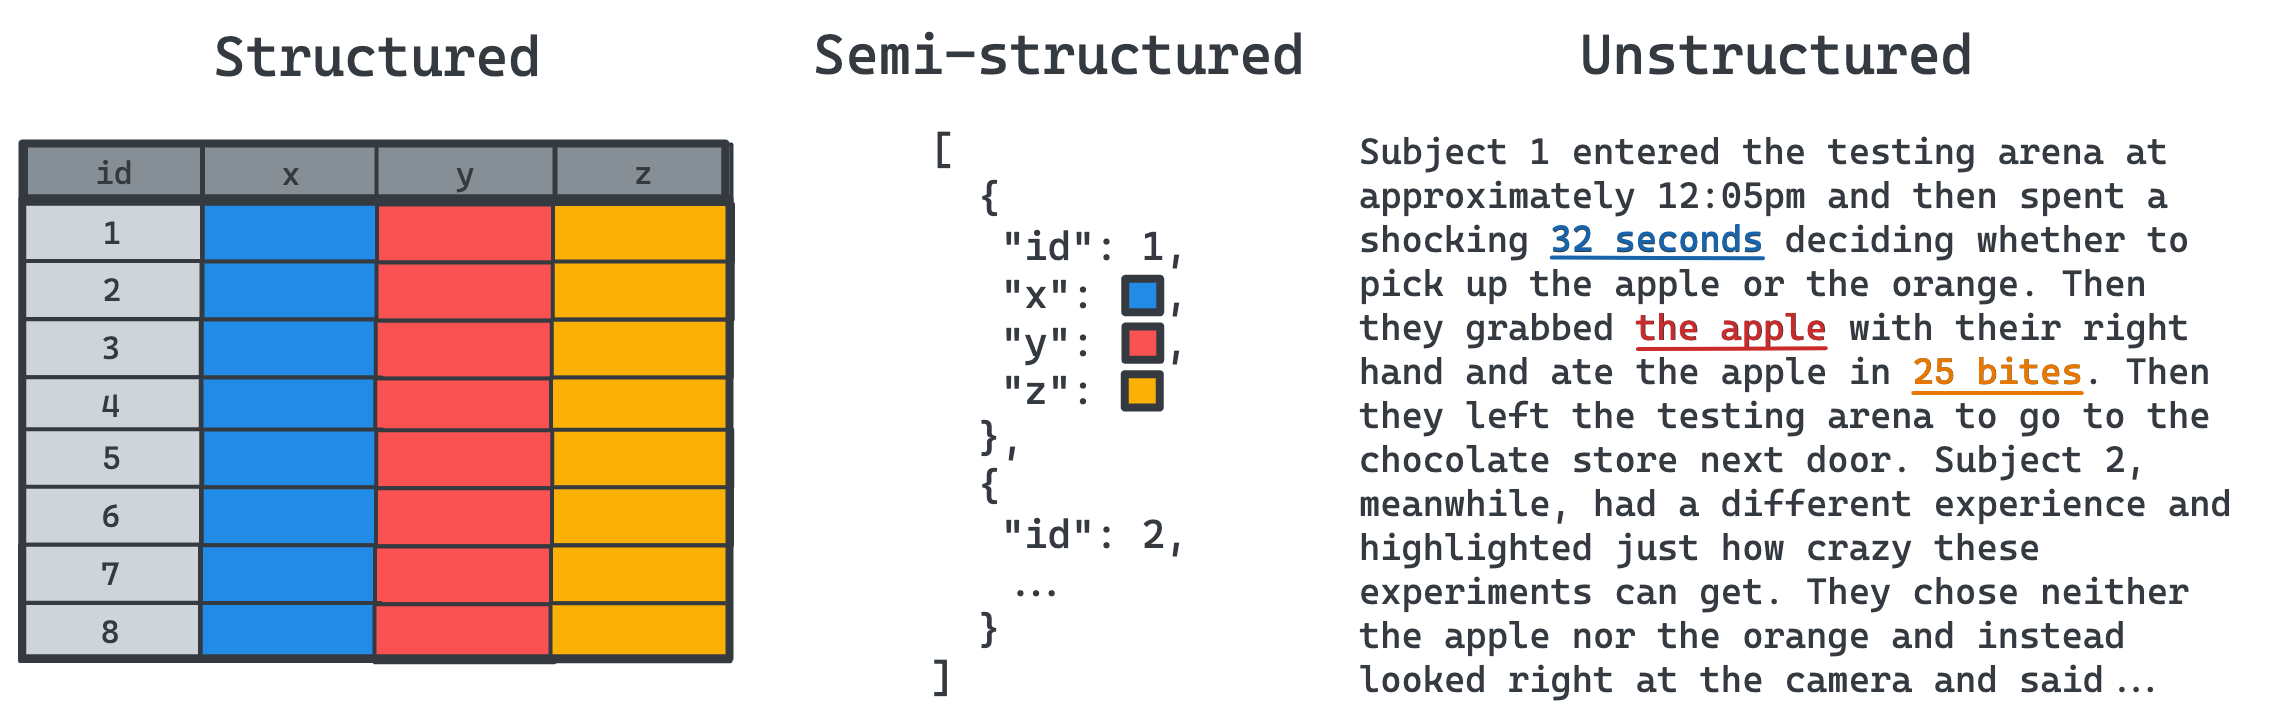 Structured
id x y z
1
2
3
4
5
6
7
8
Semi-structured
[
{
"id": 1,
"x": ,
"y": ,
"z":
},
{
"id": 2,
...
}
]
Unstructured
Subject 1 entered the testing arena at
approximately 12:05pm and then spent a
shocking 32 seconds deciding whether to
pick up the apple or the orange. Then
they grabbed the apple with their right
hand and ate the apple in 25 bites. Then
they left the testing arena to go to the
chocolate store next door. Subject 2,
meanwhile, had a different experience and
highlighted just how crazy these
experiments can get. They chose neither
the apple nor the orange and instead
looked right at the camera and said...